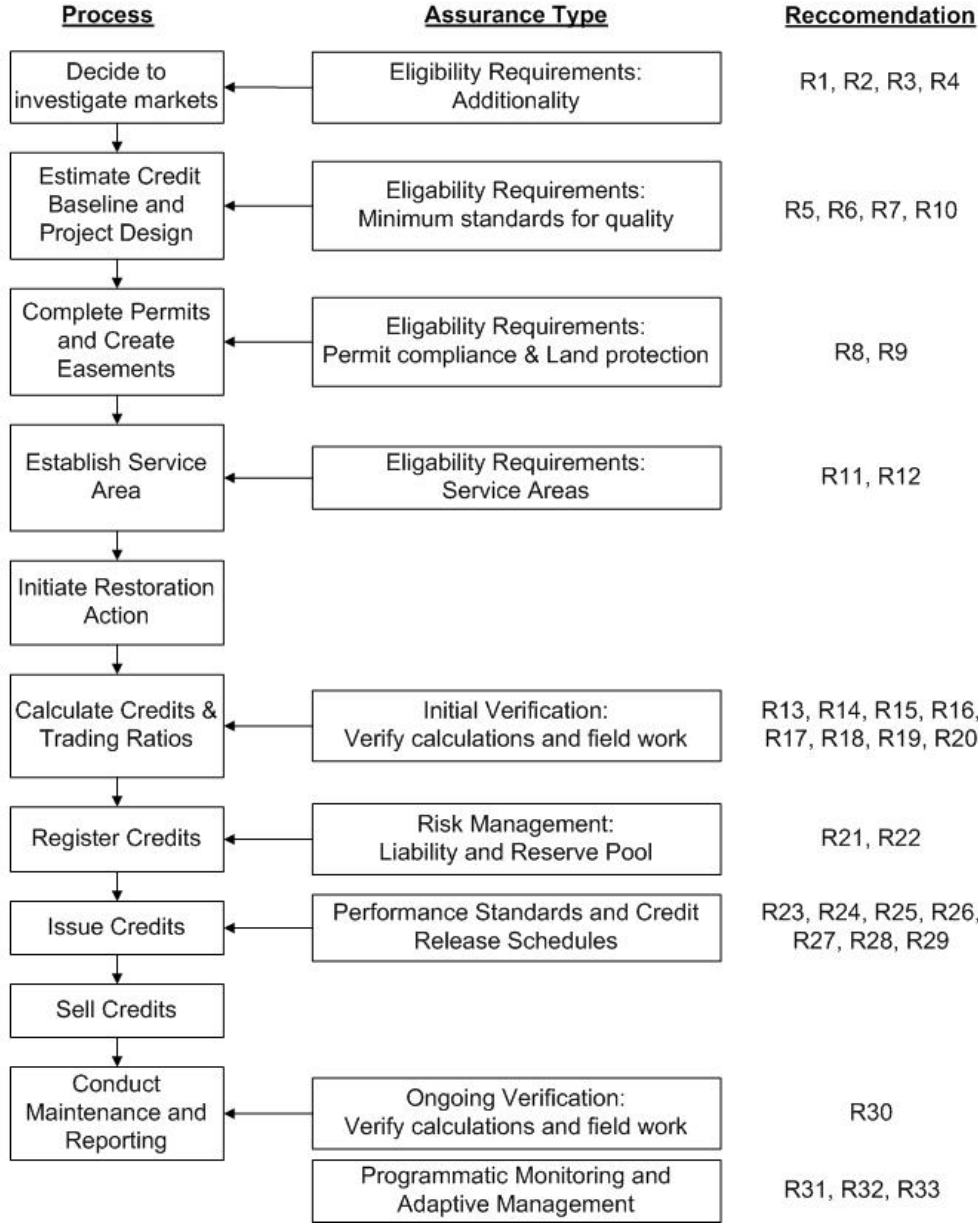 Process
Assurance Type
Reccomendation
Decide to
investigate markets
Eligibility Requirements:
Additionality
R1, R2, R3, R4
Estimate Credit
Baseline and
Project Design
Eligability Requirements:
Minimum standards for quality
R5, R6, R7, R10
Complete Permits
and Create
Easements
Eligability Requirements:
Permit compliance & Land protection
R8, R9
Establish Service
Area
Eligability Requirements:
Service Areas
R11, R12
Initiate Restoration
Action
Calculate Credits &
Trading Ratios
Initial Verification:
Verify calculations and field work
R13, R14, R15, R16,
R17, R18, R19, R20
Register Credits
Risk Management:
Liability and Reserve Pool
R21, R22
Issue Credits
Performance Standards and Credit
Release Schedules
R23, R24, R25, R26,
R27, R28, R29
Sell Credits
Conduct
Maintenance and
Reporting
Ongoing Verification:
Verify calculations and field work
R30
Programmatic Monitoring and
Adaptive Management
R31, R32, R33